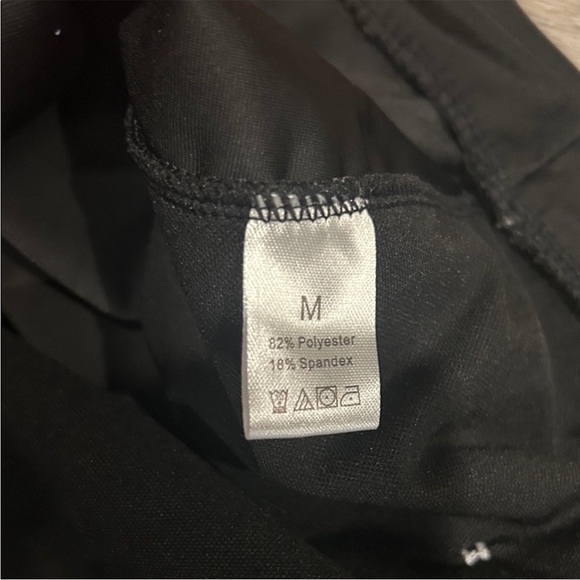 M
82% Polyester
18% Spandex